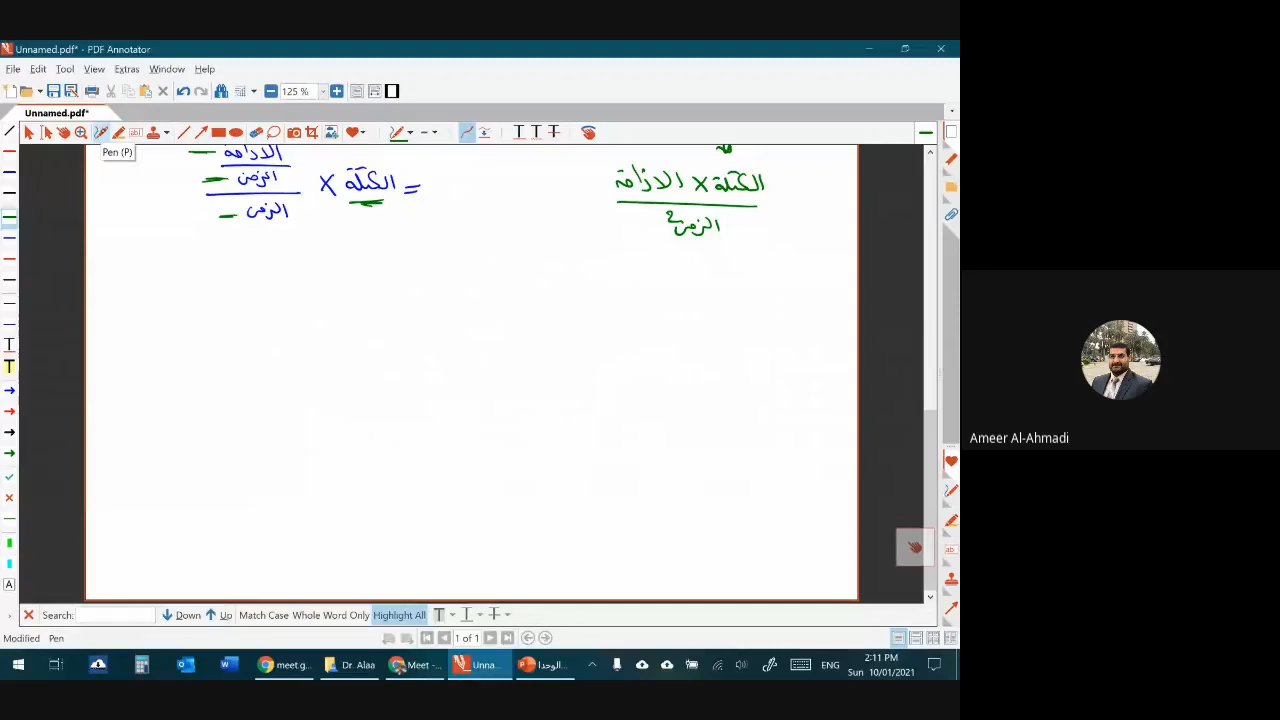 Unnamed.pdf* - PDF Annotator
File Edit Tool View Extras Window Help
125 %
Unnamed.pdf*
Pen (P)
الازاحة
الزمن
= الكتلة X
الزمن
الكتلة X الازاحة
الزمن2
Ameer Al-Ahmadi
Search: Down Up Match Case Whole Word Only Highlight All
Modified Pen
1 of 1
meet.g... Dr. Alaa Meet -... Unna... الوحدا...
ENG
2:11 PM
Sun 10/01/2021